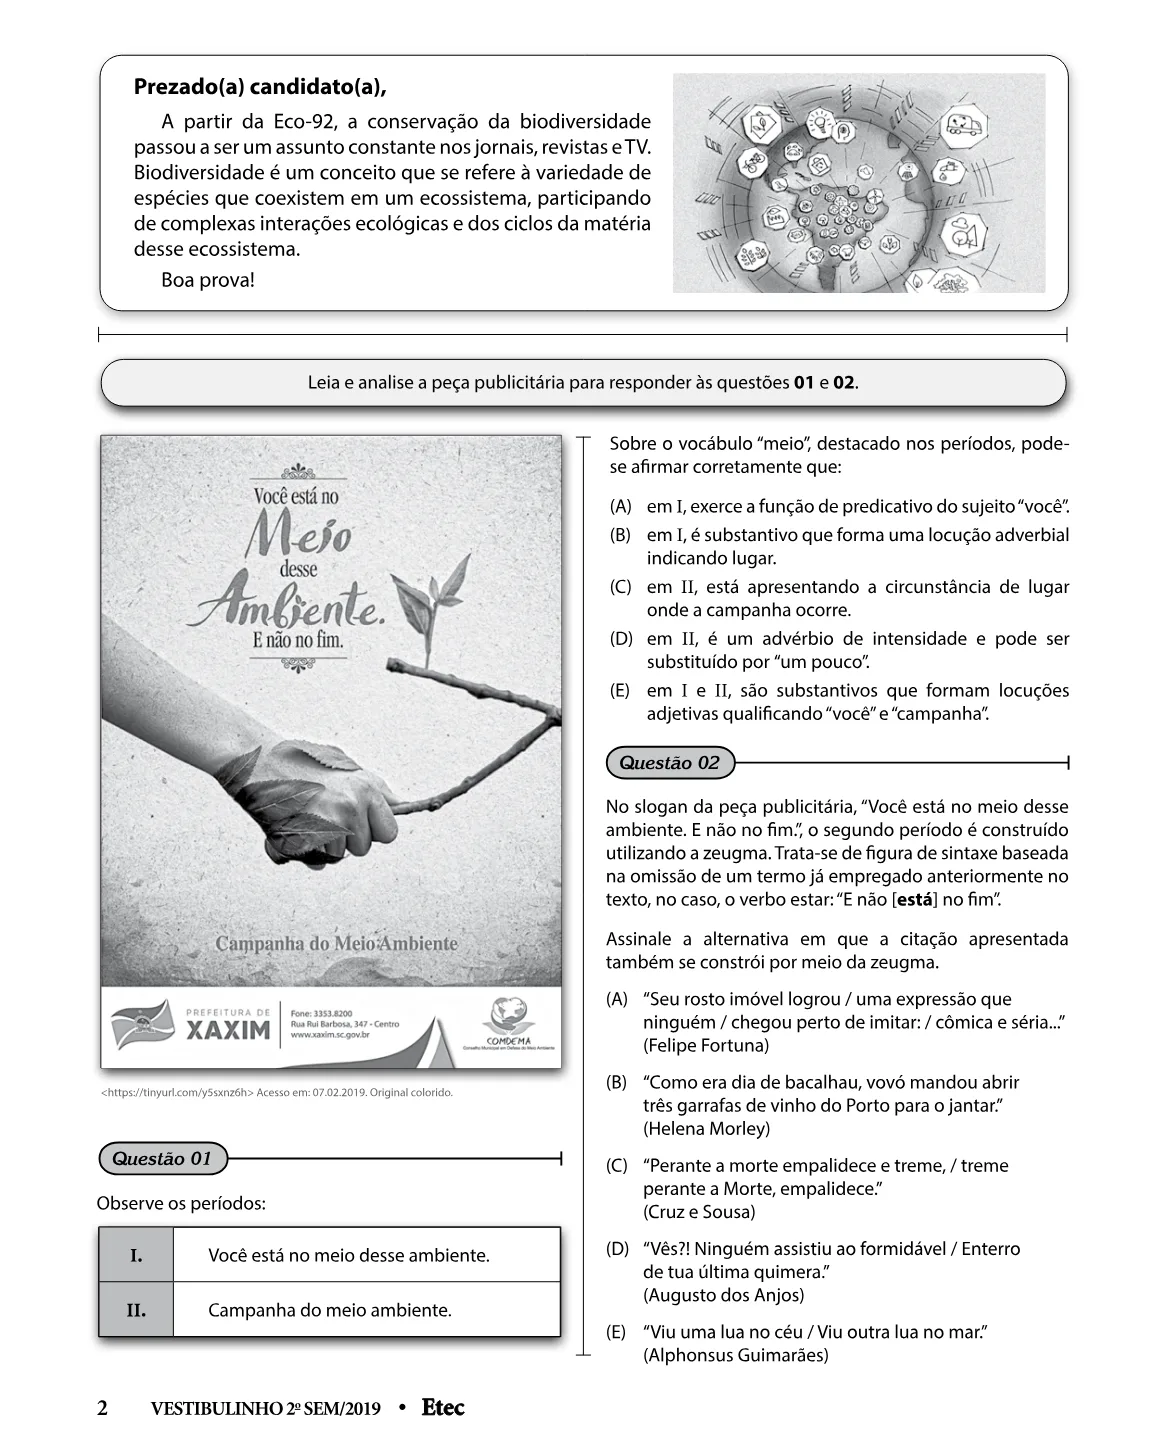 Prezado(a) candidato(a),
A partir da Eco-92, a conservação da biodiversidade
passou a ser um assunto constante nos jornais, revistas e TV.
Biodiversidade é um conceito que se refere à variedade de
espécies que coexistem em um ecossistema, participando
de complexas interações ecológicas e dos ciclos da matéria
desse ecossistema.
Boa prova!
Leia e analise a peça publicitária para responder às questões 01 e 02.
Você está no
Meio
desse
Ambiente.
E não no fim.
Campanha do Meio Ambiente
PREFEITURA DE
XAXIM
Fone: 3353.8200
Rua Rui Barbosa, 347 - Centro
www.xaxim.sc.gov.br
COMDEMA
Conselho Municipal em Defesa do Meio Ambiente
<https://tinyurl.com/y5sxnz6h> Acesso em: 07.02.2019. Original colorido.
Questão 01
Observe os períodos:
I. Você está no meio desse ambiente.
II. Campanha do meio ambiente.
Sobre o vocábulo “meio”, destacado nos períodos, pode-
se afirmar corretamente que:
(A) em I, exerce a função de predicativo do sujeito “você”.
(B) em I, é substantivo que forma uma locução adverbial
indicando lugar.
(C) em II, está apresentando a circunstância de lugar
onde a campanha ocorre.
(D) em II, é um advérbio de intensidade e pode ser
substituído por “um pouco”.
(E) em I e II, são substantivos que formam locuções
adjetivas qualificando “você” e “campanha”.
Questão 02
No slogan da peça publicitária, “Você está no meio desse
ambiente. E não no fim.”, o segundo período é construído
utilizando a zeugma. Trata-se de figura de sintaxe baseada
na omissão de um termo já empregado anteriormente no
texto, no caso, o verbo estar: “E não [está] no fim”.
Assinale a alternativa em que a citação apresentada
também se constrói por meio da zeugma.
(A) “Seu rosto imóvel logrou / uma expressão que
ninguém / chegou perto de imitar: / cômica e séria...”
(Felipe Fortuna)
(B) “Como era dia de bacalhau, vovó mandou abrir
três garrafas de vinho do Porto para o jantar.”
(Helena Morley)
(C) “Perante a morte empalidece e treme, / treme
perante a Morte, empalidece.”
(Cruz e Sousa)
(D) “Vês?! Ninguém assistiu ao formidável / Enterro
de tua última quimera.”
(Augusto dos Anjos)
(E) “Viu uma lua no céu / Viu outra lua no mar.”
(Alphonsus Guimarães)
2 VESTIBULINHO 2º SEM/2019 • Etec